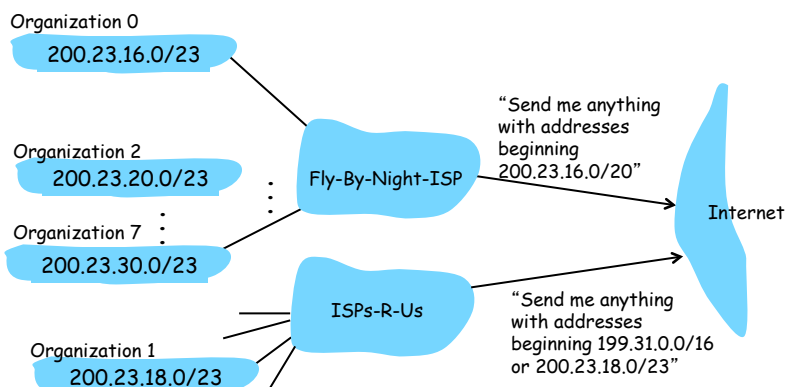 Organization 0
200.23.16.0/23
Organization 2
200.23.20.0/23
Organization 7
200.23.30.0/23
Fly-By-Night-ISP
“Send me anything
with addresses
beginning
200.23.16.0/20”
Internet
ISPs-R-Us
Organization 1
200.23.18.0/23
“Send me anything
with addresses
beginning 199.31.0.0/16
or 200.23.18.0/23”